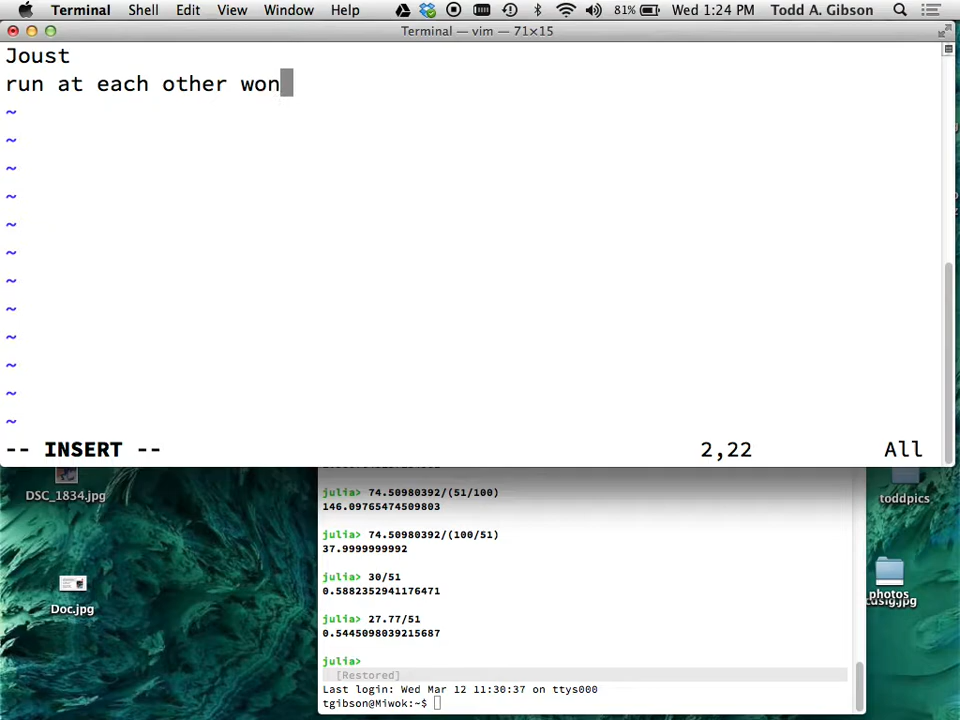 Terminal Shell Edit View Window Help 81% Wed 1:24 PM Todd A. Gibson
Terminal — vim — 71×15
Joust
run at each other won
~
~
~
~
~
~
~
~
~
~
~
~
-- INSERT -- 2,22 All
DSC_1834.jpg
toddpics
Doc.jpg
photos
julia> 74.50980392/(51/100)
146.09765474509803
julia> 74.50980392/(100/51)
37.9999999992
julia> 30/51
0.5882352941176471
julia> 27.77/51
0.5445098039215687
julia>
[Restored]
Last login: Wed Mar 12 11:30:37 on ttys000
tgibson@Miwok:~$